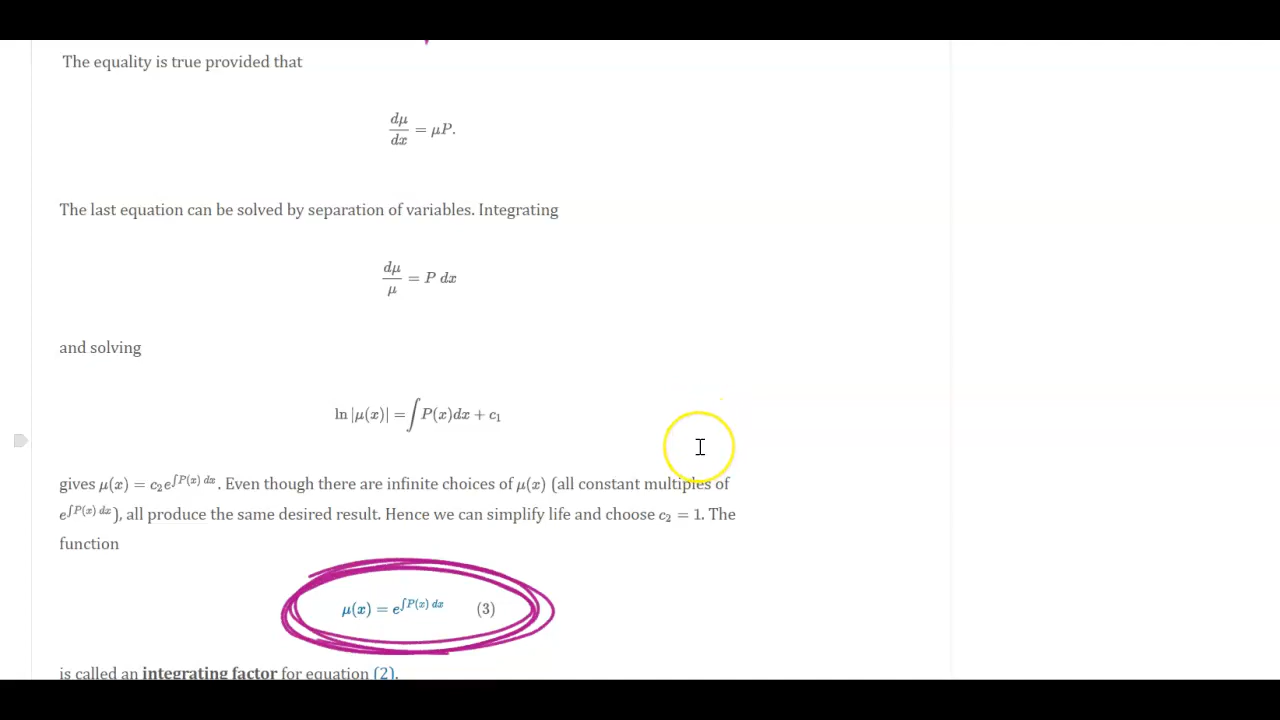 The equality is true provided that
dμ/dx = μP.
The last equation can be solved by separation of variables. Integrating
dμ/μ = P dx
and solving
ln |μ(x)| = ∫ P(x)dx + c₁
gives μ(x) = c₂e^{∫P(x) dx}. Even though there are infinite choices of μ(x) (all constant multiples of
e^{∫P(x) dx}), all produce the same desired result. Hence we can simplify life and choose c₂ = 1. The
function
μ(x) = e^{∫P(x) dx} (3)
is called an integrating factor for equation (2).